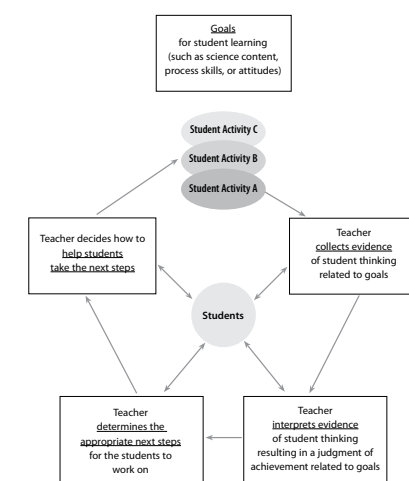 Goals
for student learning
(such as science content,
process skills, or attitudes)
Student Activity C
Student Activity B
Student Activity A
Teacher decides how to
help students
take the next steps
Teacher
collects evidence
of student thinking
related to goals
Students
Teacher
determines the
appropriate next steps
for the students to
work on
Teacher
interprets evidence
of student thinking
resulting in a judgment of
achievement related to goals